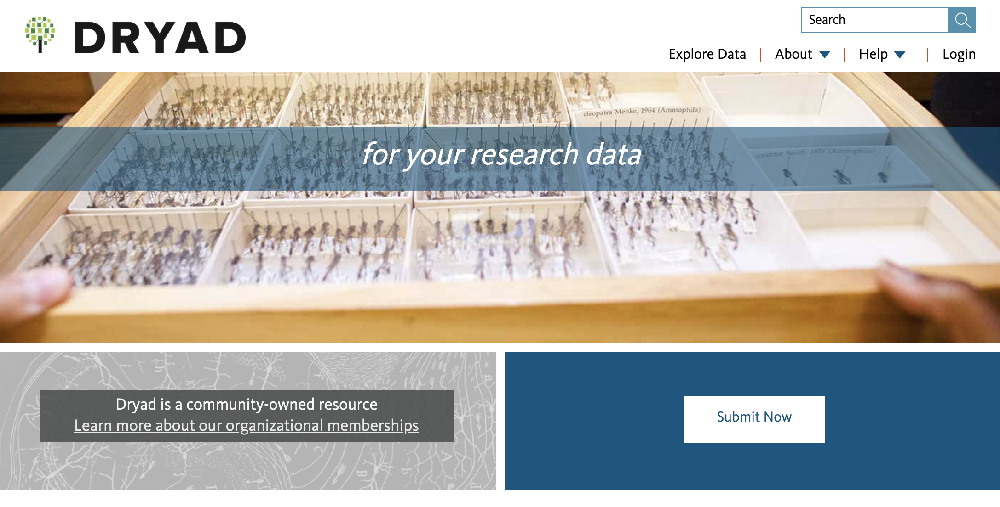 DRYAD
Search
Explore Data
About
Help
Login
cleopatra Menke, 1964 (Ammophila)
for your research data
conditor Smith, 1856 (Ammophila)
Dryad is a community-owned resource
Learn more about our organizational memberships
Submit Now